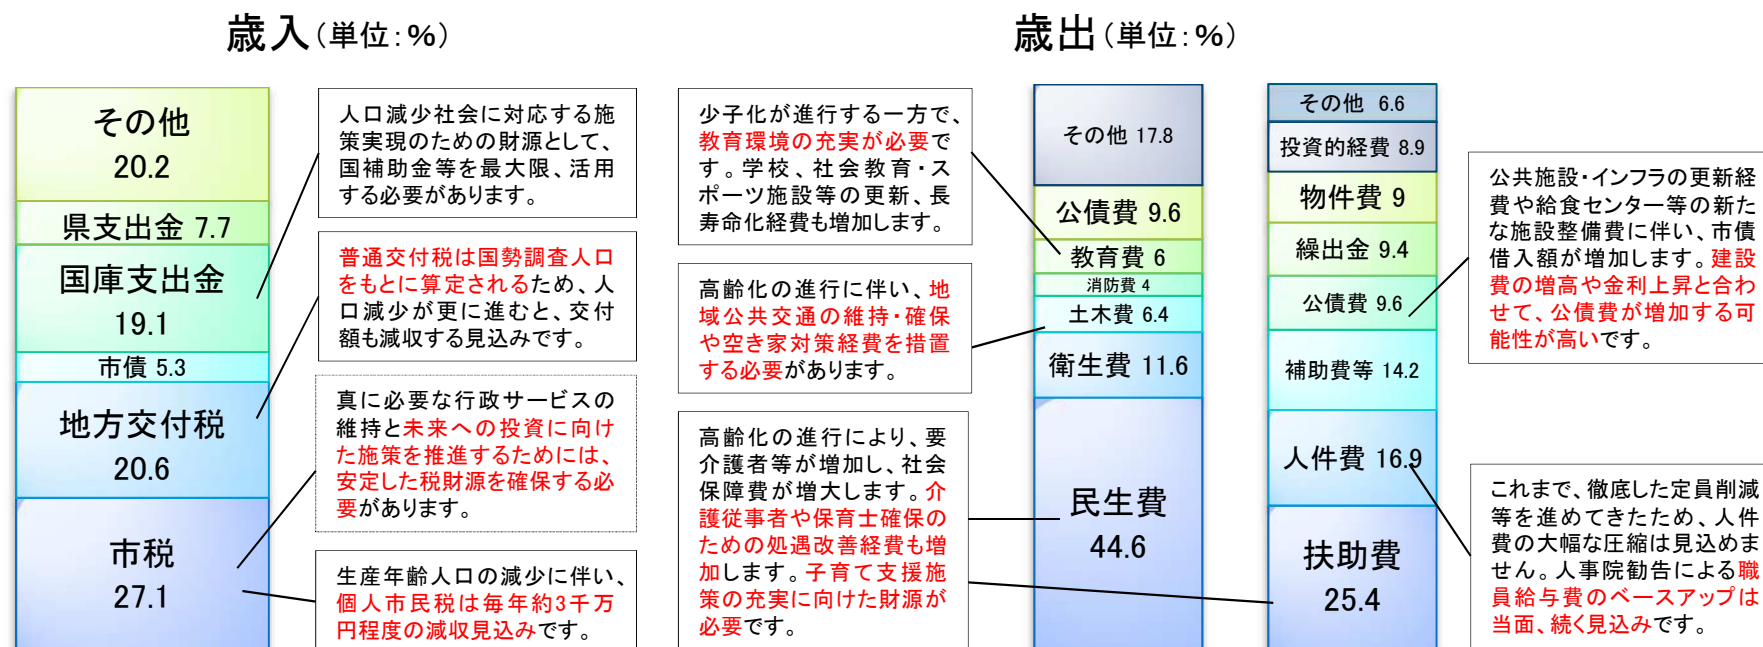 歳入(単位:%)
その他
20.2
県支出金 7.7
国庫支出金
19.1
市債 5.3
地方交付税
20.6
市税
27.1
人口減少社会に対応する施
策実現のための財源として、
国補助金等を最大限、活用
する必要があります。
普通交付税は国勢調査人口
をもとに算定されるため、人
口減少が更に進むと、交付
額も減収する見込みです。
真に必要な行政サービスの
維持と未来への投資に向け
た施策を推進するためには、
安定した税財源を確保する必
要があります。
生産年齢人口の減少に伴い、
個人市民税は毎年約3千万
円程度の減収見込みです。
歳出(単位:%)
少子化が進行する一方で、
教育環境の充実が必要で
す。学校、社会教育・ス
ポーツ施設等の更新、長
寿命化経費も増加します。
高齢化の進行に伴い、地
域公共交通の維持・確保
や空き家対策経費を措置
する必要があります。
高齢化の進行により、要
介護者等が増加し、社会
保障費が増大します。介
護従事者や保育士確保の
ための処遇改善経費も増
加します。子育て支援施
策の充実に向けた財源が
必要です。
その他 17.8
公債費 9.6
教育費 6
消防費 4
土木費 6.4
衛生費 11.6
民生費
44.6
その他 6.6
投資的経費 8.9
物件費 9
繰出金 9.4
公債費 9.6
補助費等 14.2
人件費 16.9
扶助費
25.4
公共施設・インフラの更新経
費や給食センター等の新た
な施設整備費に伴い、市債
借入額が増加します。建設
費の増高や金利上昇と合わ
せて、公債費が増加する可
能性が高いです。
これまで、徹底した定員削減
等を進めてきたため、人件
費の大幅な圧縮は見込めま
せん。人事院勧告による職
員給与費のベースアップは
当面、続く見込みです。